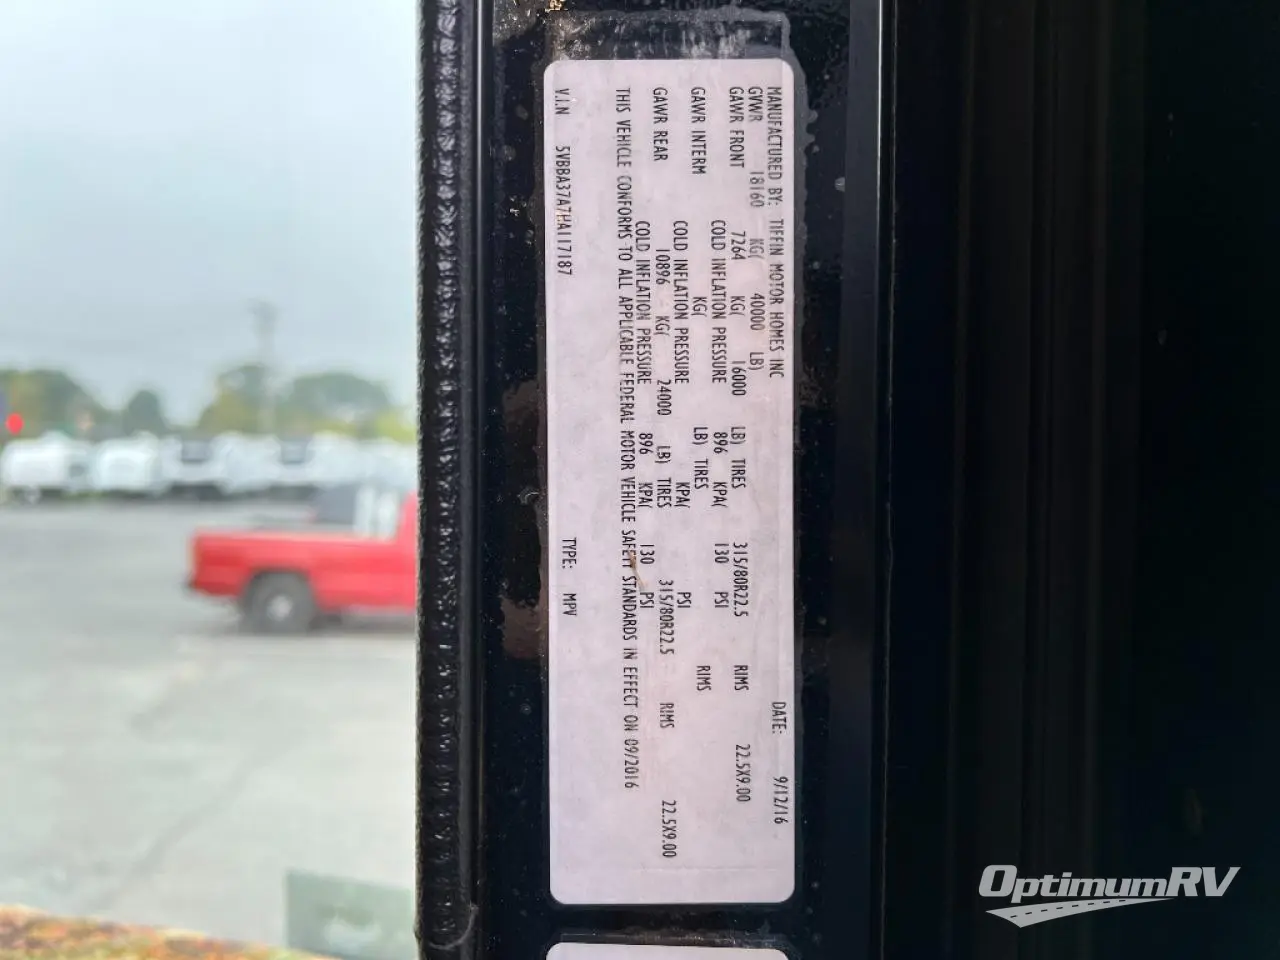 MANUFACTURED BY: TIFFIN MOTOR HOMES INC DATE: 9/12/16
GVWR 18160 KG( 40000 LB)
GAWR FRONT 7264 KG( 16000 LB) TIRES 315/80R22.5 RIMS 22.5X9.00
COLD INFLATION PRESSURE 896 KPA( 130 PSI
GAWR INTERM KG( LB) TIRES RIMS
COLD INFLATION PRESSURE KPA( PSI
GAWR REAR 10896 KG( 24000 LB) TIRES 315/80R22.5 RIMS 22.5X9.00
COLD INFLATION PRESSURE 896 KPA( 130 PSI
THIS VEHICLE CONFORMS TO ALL APPLICABLE FEDERAL MOTOR VEHICLE SAFETY STANDARDS IN EFFECT ON 09/2016
V.I.N 5VBBA37A7HA117187 TYPE: MPV
OptimumRV